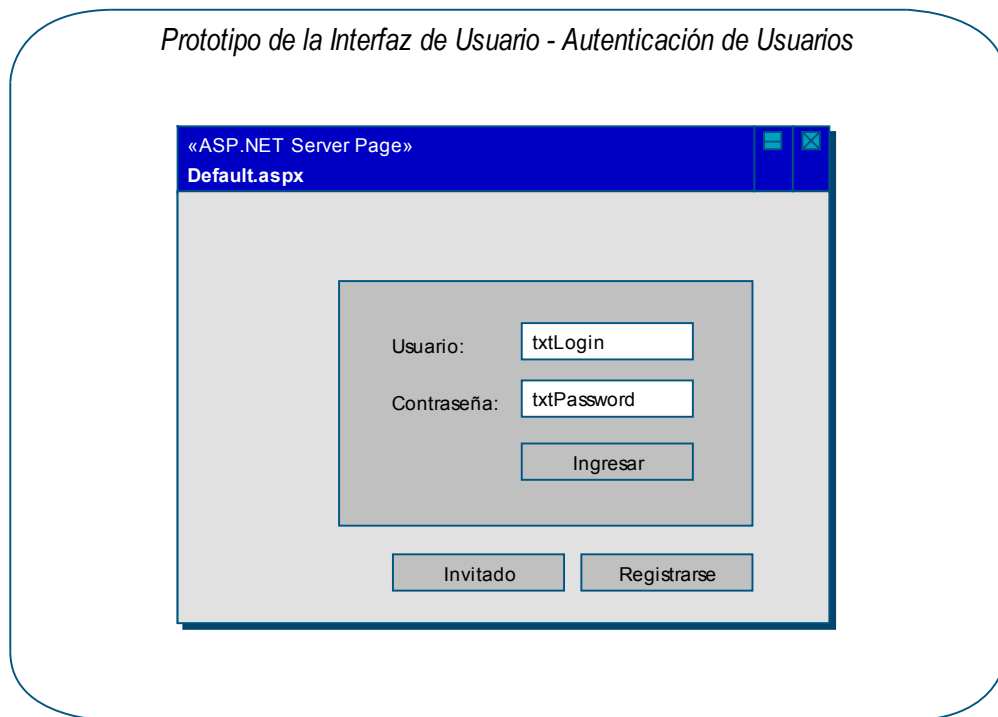 Prototipo de la Interfaz de Usuario - Autenticación de Usuarios
«ASP.NET Server Page»
Default.aspx
Usuario: txtLogin
Contraseña: txtPassword
Ingresar
Invitado Registrarse